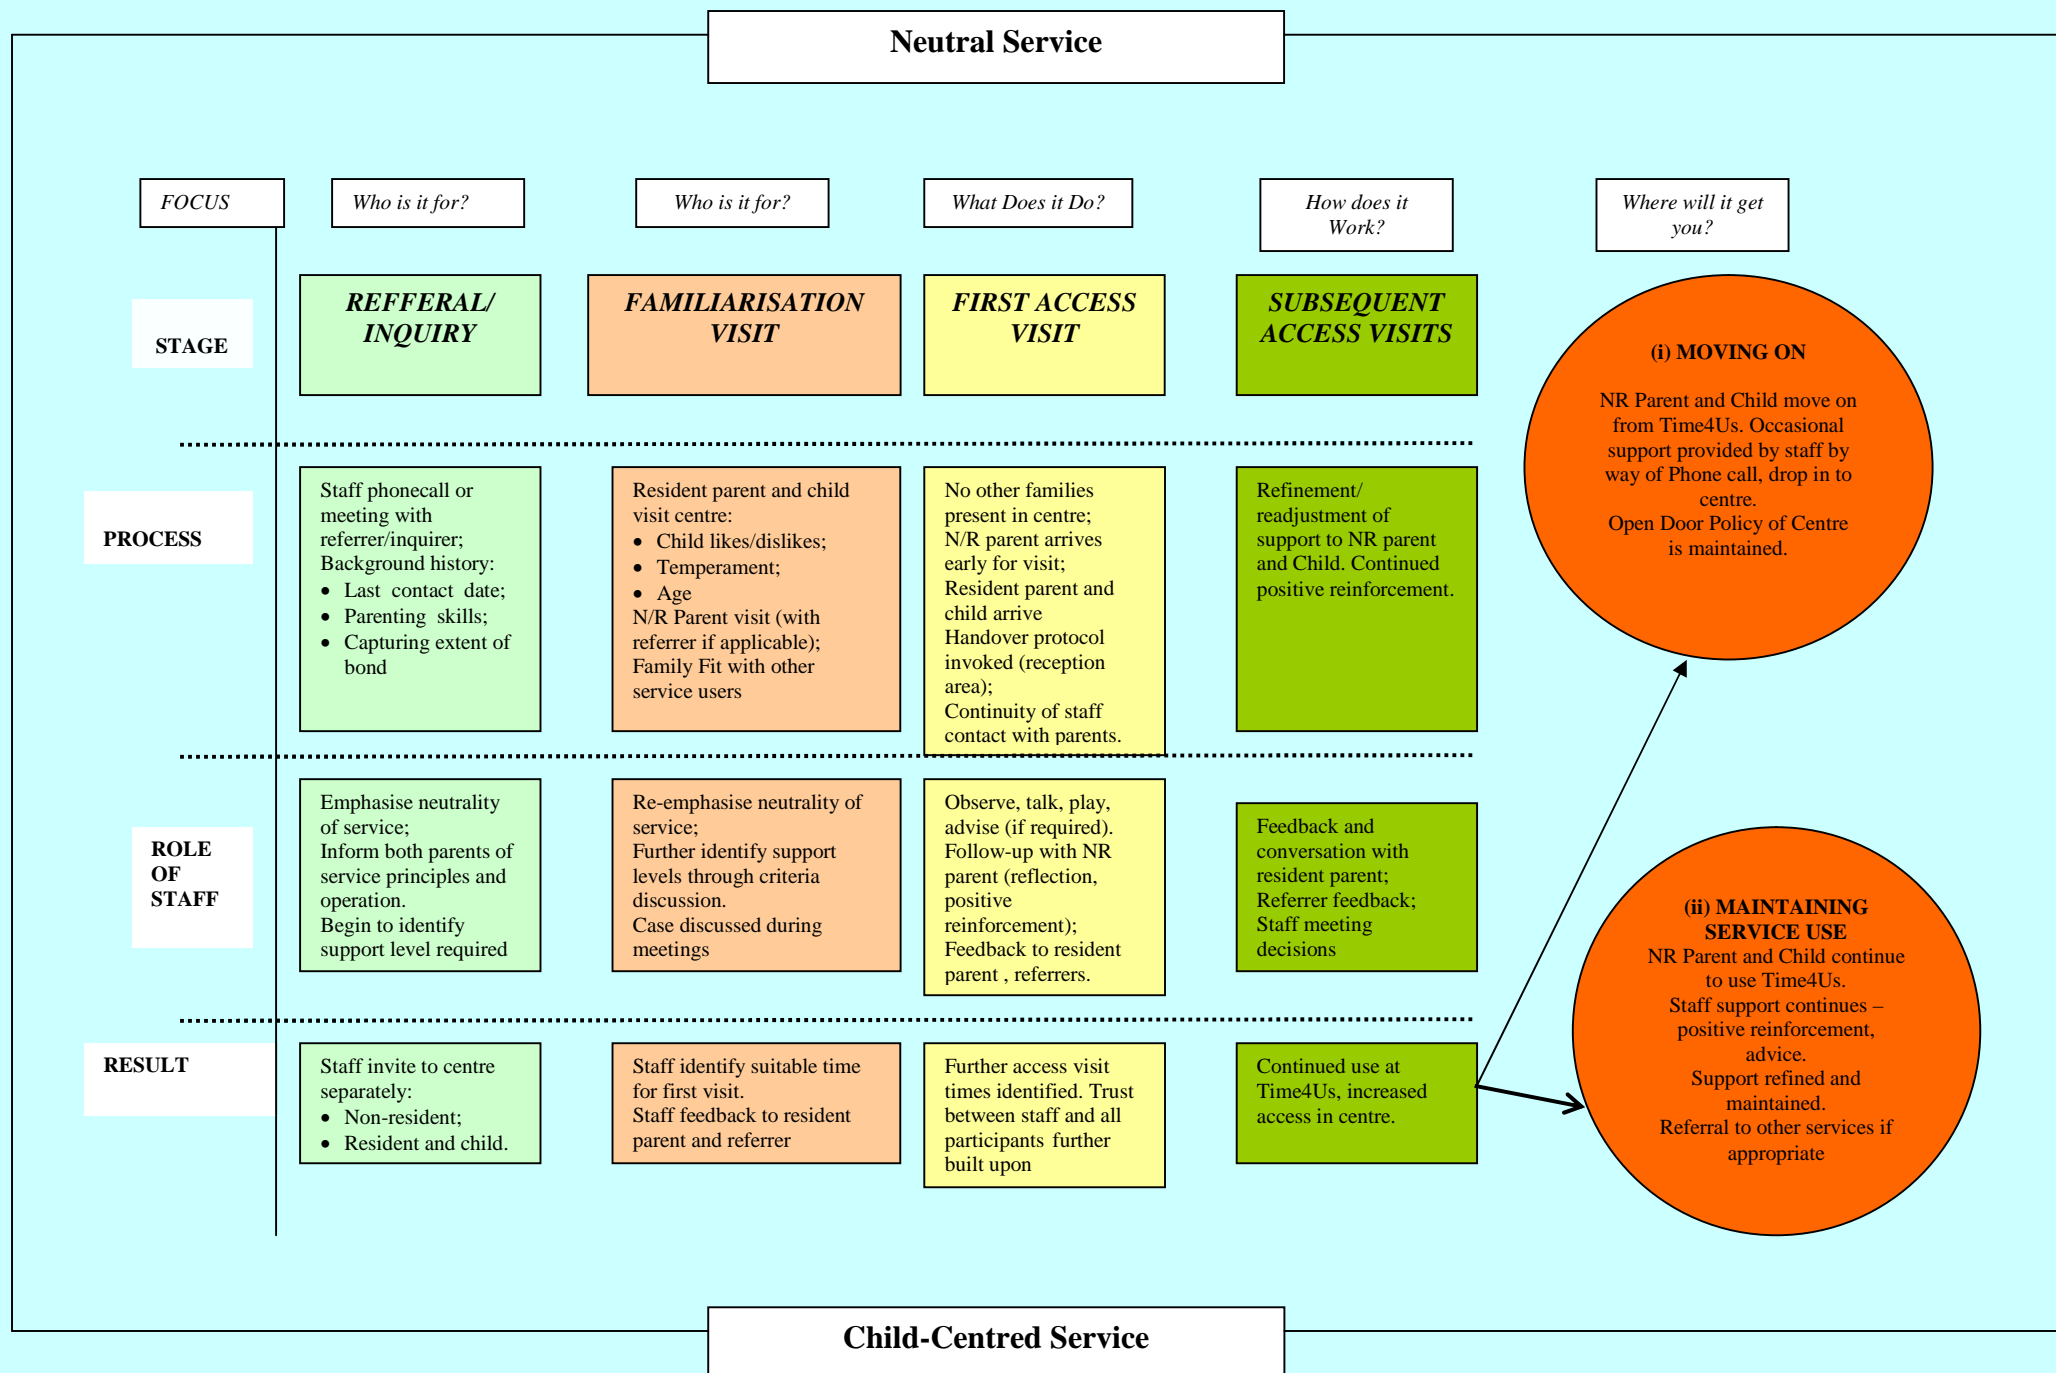 Neutral Service
FOCUS
Who is it for?
Who is it for?
What Does it Do?
How does it
Work?
Where will it get
you?
STAGE
REFFERAL/
INQUIRY
FAMILIARISATION
VISIT
FIRST ACCESS
VISIT
SUBSEQUENT
ACCESS VISITS
(i) MOVING ON
NR Parent and Child move on
from Time4Us. Occasional
support provided by staff by
way of Phone call, drop in to
centre.
Open Door Policy of Centre
is maintained.
PROCESS
Staff phonecall or
meeting with
referrer/inquirer;
Background history:
• Last contact date;
• Parenting skills;
• Capturing extent of
bond
Resident parent and child
visit centre:
• Child likes/dislikes;
• Temperament;
• Age
N/R Parent visit (with
referrer if applicable);
Family Fit with other
service users
No other families
present in centre;
N/R parent arrives
early for visit;
Resident parent and
child arrive
Handover protocol
invoked (reception
area);
Continuity of staff
contact with parents.
Refinement/
readjustment of
support to NR parent
and Child. Continued
positive reinforcement.
ROLE
OF
STAFF
Emphasise neutrality
of service;
Inform both parents of
service principles and
operation.
Begin to identify
support level required
Re-emphasise neutrality of
service;
Further identify support
levels through criteria
discussion.
Case discussed during
meetings
Observe, talk, play,
advise (if required).
Follow-up with NR
parent (reflection,
positive
reinforcement);
Feedback to resident
parent , referrers.
Feedback and
conversation with
resident parent;
Referrer feedback;
Staff meeting
decisions
(ii) MAINTAINING
SERVICE USE
NR Parent and Child continue
to use Time4Us.
Staff support continues –
positive reinforcement,
advice.
Support refined and
maintained.
Referral to other services if
appropriate
RESULT
Staff invite to centre
separately:
• Non-resident;
• Resident and child.
Staff identify suitable time
for first visit.
Staff feedback to resident
parent and referrer
Further access visit
times identified. Trust
between staff and all
participants further
built upon
Continued use at
Time4Us, increased
access in centre.
Child-Centred Service